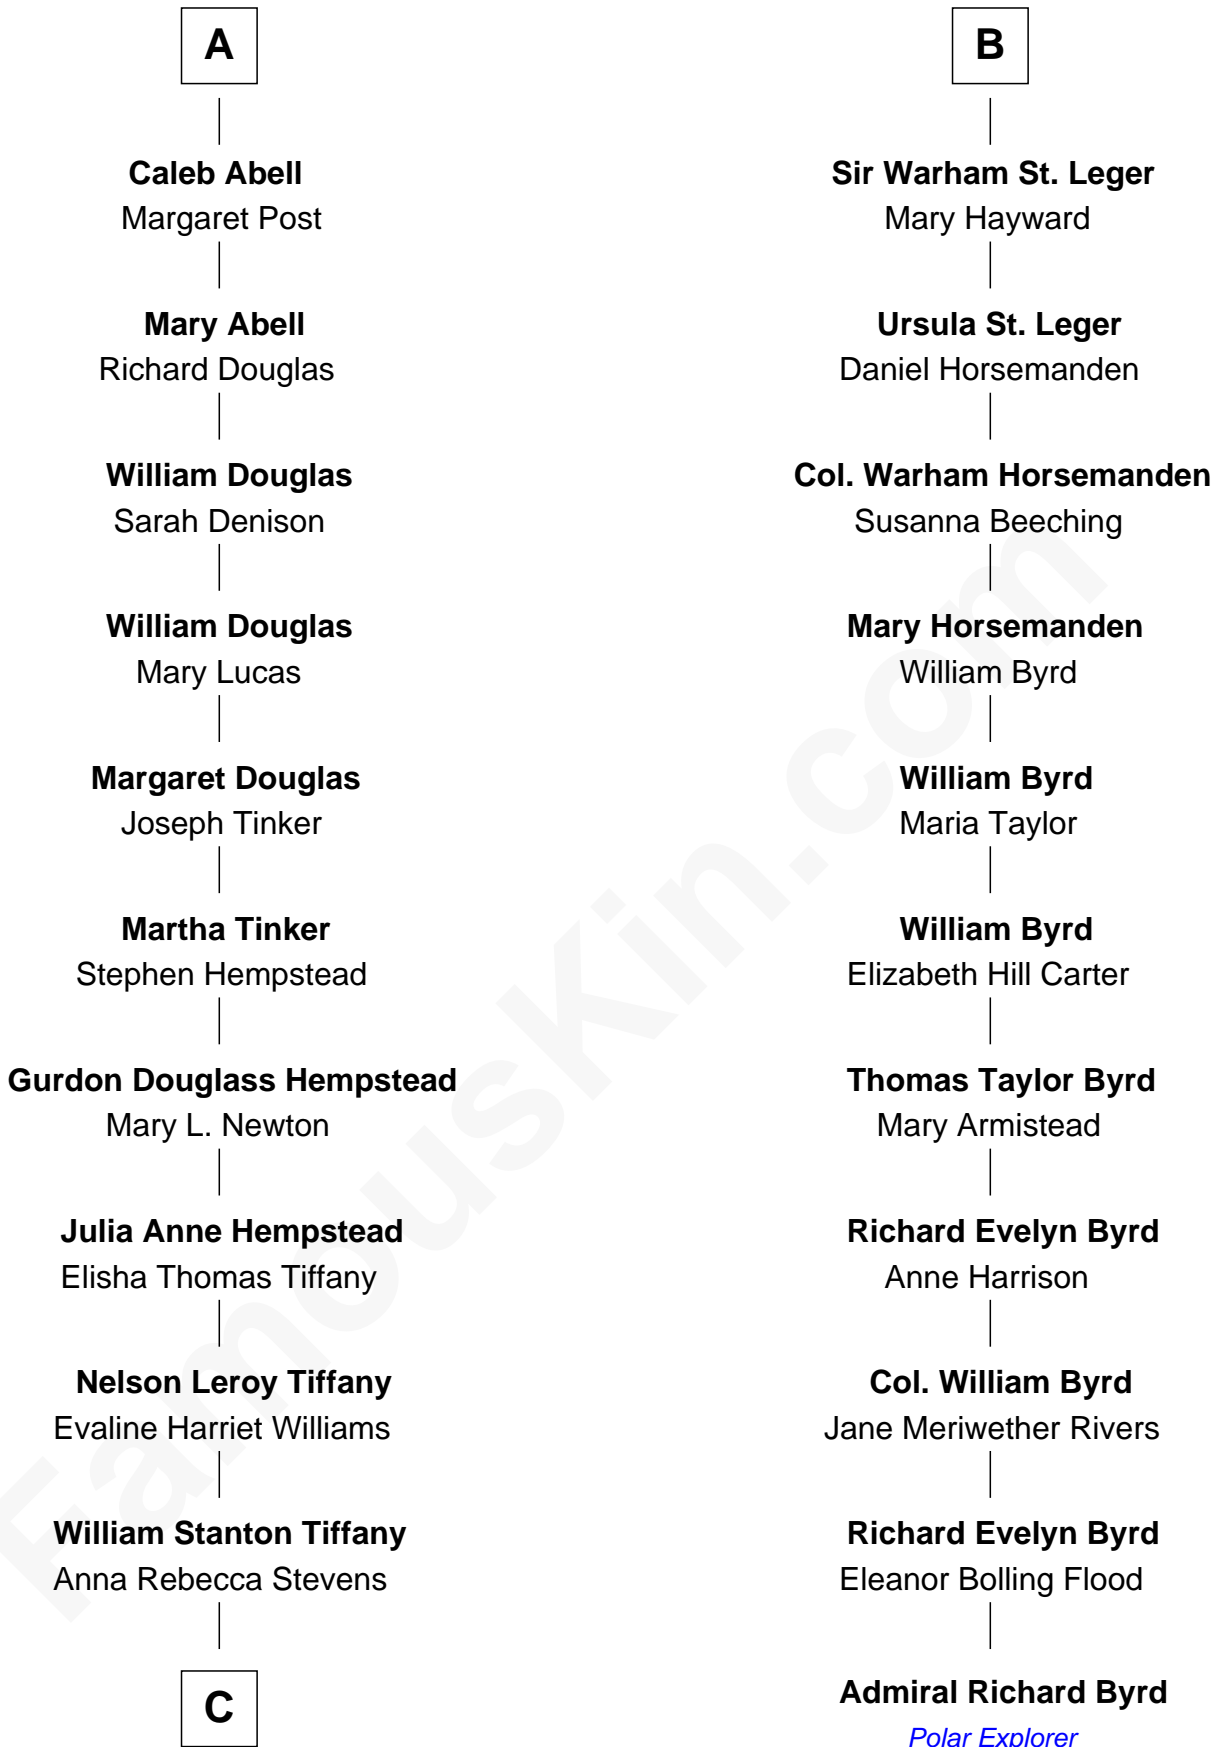 A
Caleb Abell
Margaret Post
Mary Abell
Richard Douglas
William Douglas
Sarah Denison
William Douglas
Mary Lucas
Margaret Douglas
Joseph Tinker
Martha Tinker
Stephen Hempstead
Gurdon Douglass Hempstead
Mary L. Newton
Julia Anne Hempstead
Elisha Thomas Tiffany
Nelson Leroy Tiffany
Evaline Harriet Williams
William Stanton Tiffany
Anna Rebecca Stevens
C
B
Sir Warham St. Leger
Mary Hayward
Ursula St. Leger
Daniel Horsemanden
Col. Warham Horsemanden
Susanna Beeching
Mary Horsemanden
William Byrd
William Byrd
Maria Taylor
William Byrd
Elizabeth Hill Carter
Thomas Taylor Byrd
Mary Armistead
Richard Evelyn Byrd
Anne Harrison
Col. William Byrd
Jane Meriwether Rivers
Richard Evelyn Byrd
Eleanor Bolling Flood
Admiral Richard Byrd
Polar Explorer
FamousKin.com